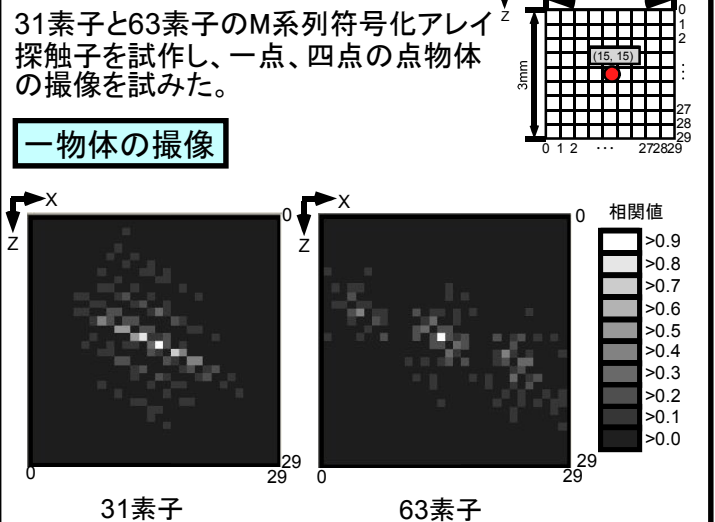 31素子と63素子のM系列符号化アレイ
探触子を試作し、一点、四点の点物体
の撮像を試みた。
Z
3mm
(15, 15)
0
1
2
⋮
27
28
29
0 1 2 … 272829
一物体の撮像
X
Z
0
29
0
29
31素子
X
Z
0
29
0
29
63素子
相関値
>0.9
>0.8
>0.7
>0.6
>0.5
>0.4
>0.3
>0.2
>0.1
>0.0